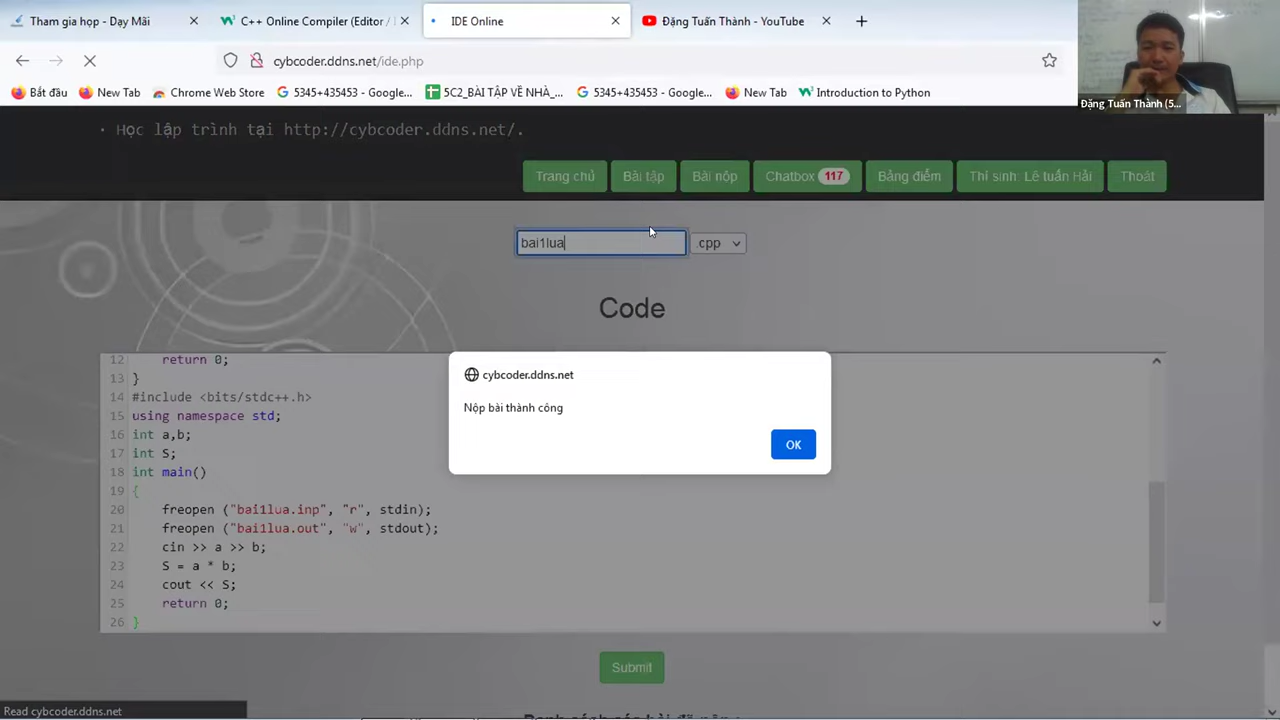 Tham gia họp - Dạy Mãi
C++ Online Compiler (Editor /
IDE Online
Đặng Tuấn Thành - YouTube
cybcoder.ddns.net/ide.php
Bắt đầu
New Tab
Chrome Web Store
5345+435453 - Google...
5C2_BÀI TẬP VỀ NHÀ_...
5345+435453 - Google...
New Tab
Introduction to Python
Đặng Tuấn Thành (5...
· Học lập trình tại http://cybcoder.ddns.net/.
Trang chủ
Bài tập
Bài nộp
Chatbox 117
Bảng điểm
Thí sinh: Lê tuấn Hải
Thoát
bai1lua
.cpp
Code
12 return 0;
13 }
14 #include <bits/stdc++.h>
15 using namespace std;
16 int a,b;
17 int S;
18 int main()
19 {
20 freopen ("bai1lua.inp", "r", stdin);
21 freopen ("bai1lua.out", "w", stdout);
22 cin >> a >> b;
23 S = a * b;
24 cout << S;
25 return 0;
26 }
cybcoder.ddns.net
Nộp bài thành công
OK
Submit
Read cybcoder.ddns.net